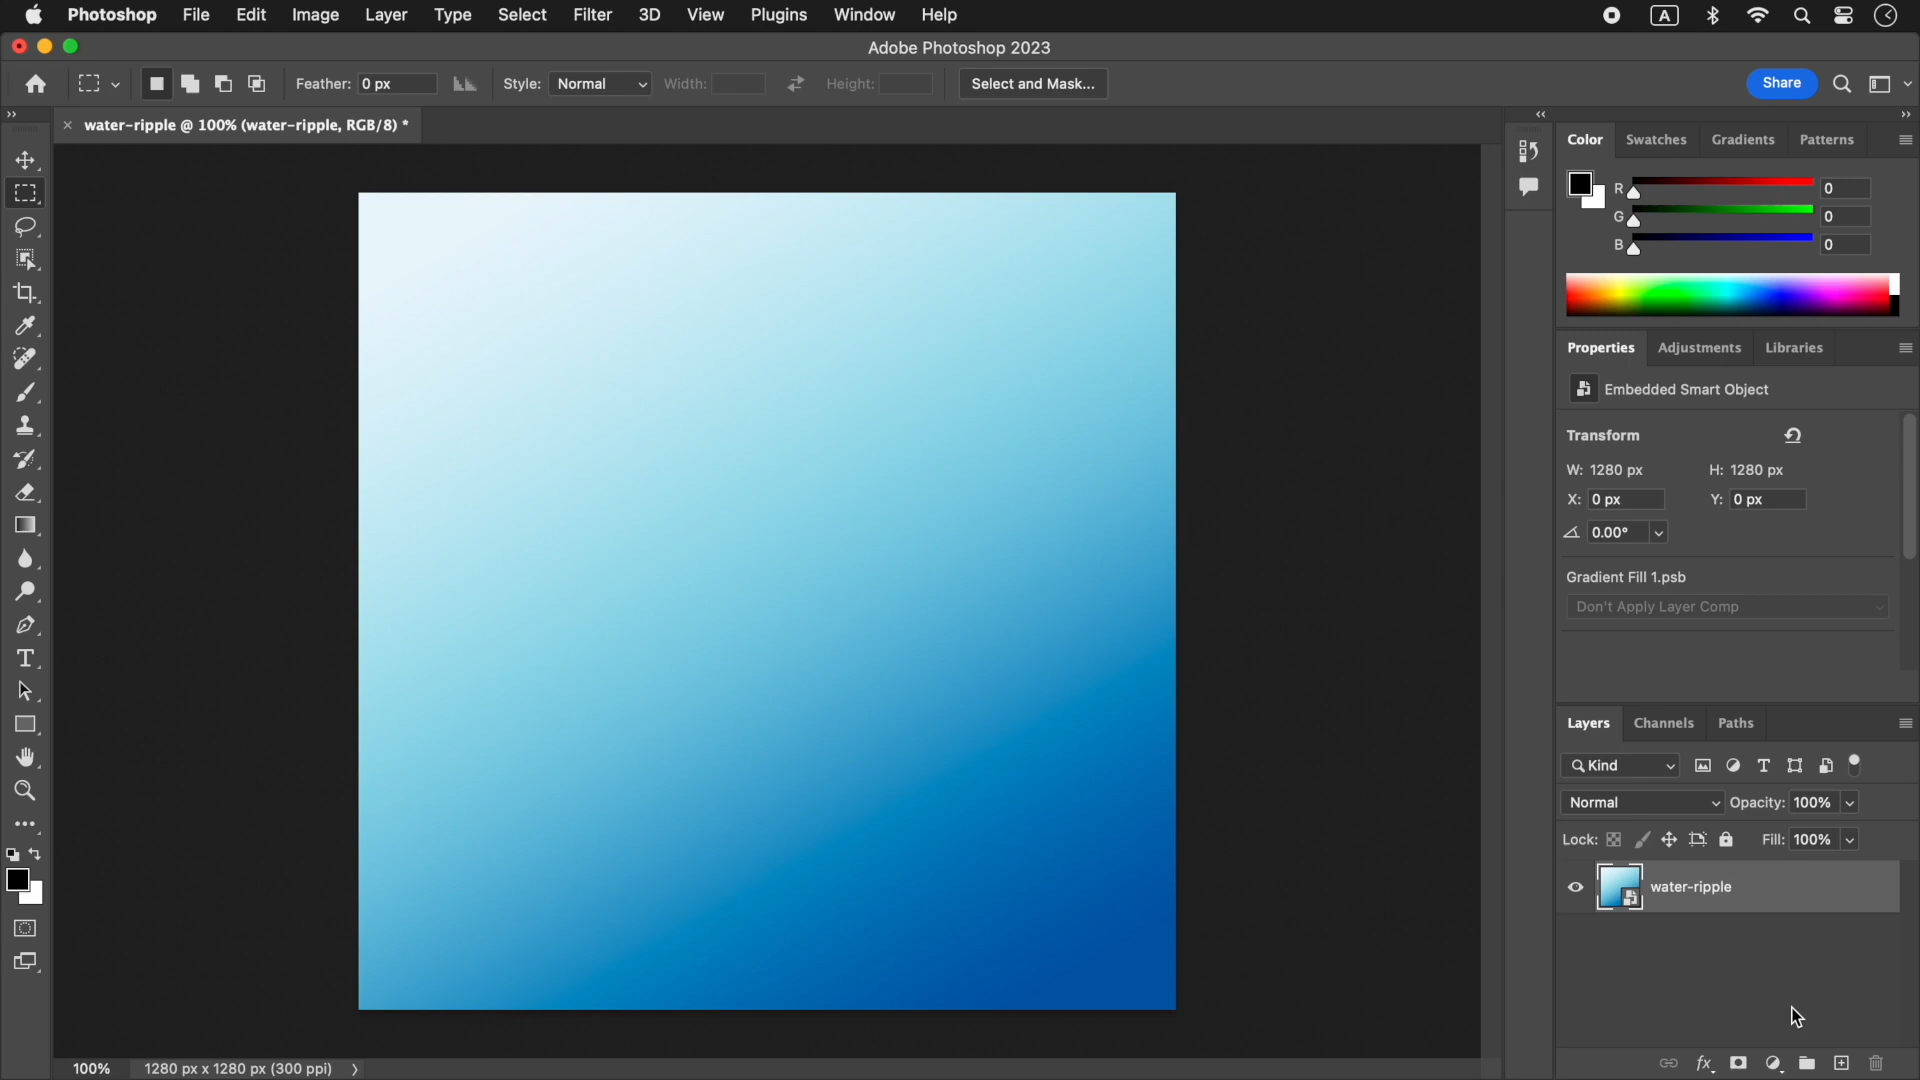 Photoshop File Edit Image Layer Type Select Filter 3D View Plugins Window Help A
Adobe Photoshop 2023
Feather: 0 px Style: Normal Width: Height: Select and Mask... Share
water-ripple @ 100% (water-ripple, RGB/8) *
Color Swatches Gradients Patterns
R 0
G 0
B 0
Properties Adjustments Libraries
Embedded Smart Object
Transform
W: 1280 px H: 1280 px
X: 0 px Y: 0 px
0.00°
Gradient Fill 1.psb
Don't Apply Layer Comp
Layers Channels Paths
Kind
Normal Opacity: 100%
Lock: Fill: 100%
water-ripple
fx
100% 1280 px x 1280 px (300 ppi)